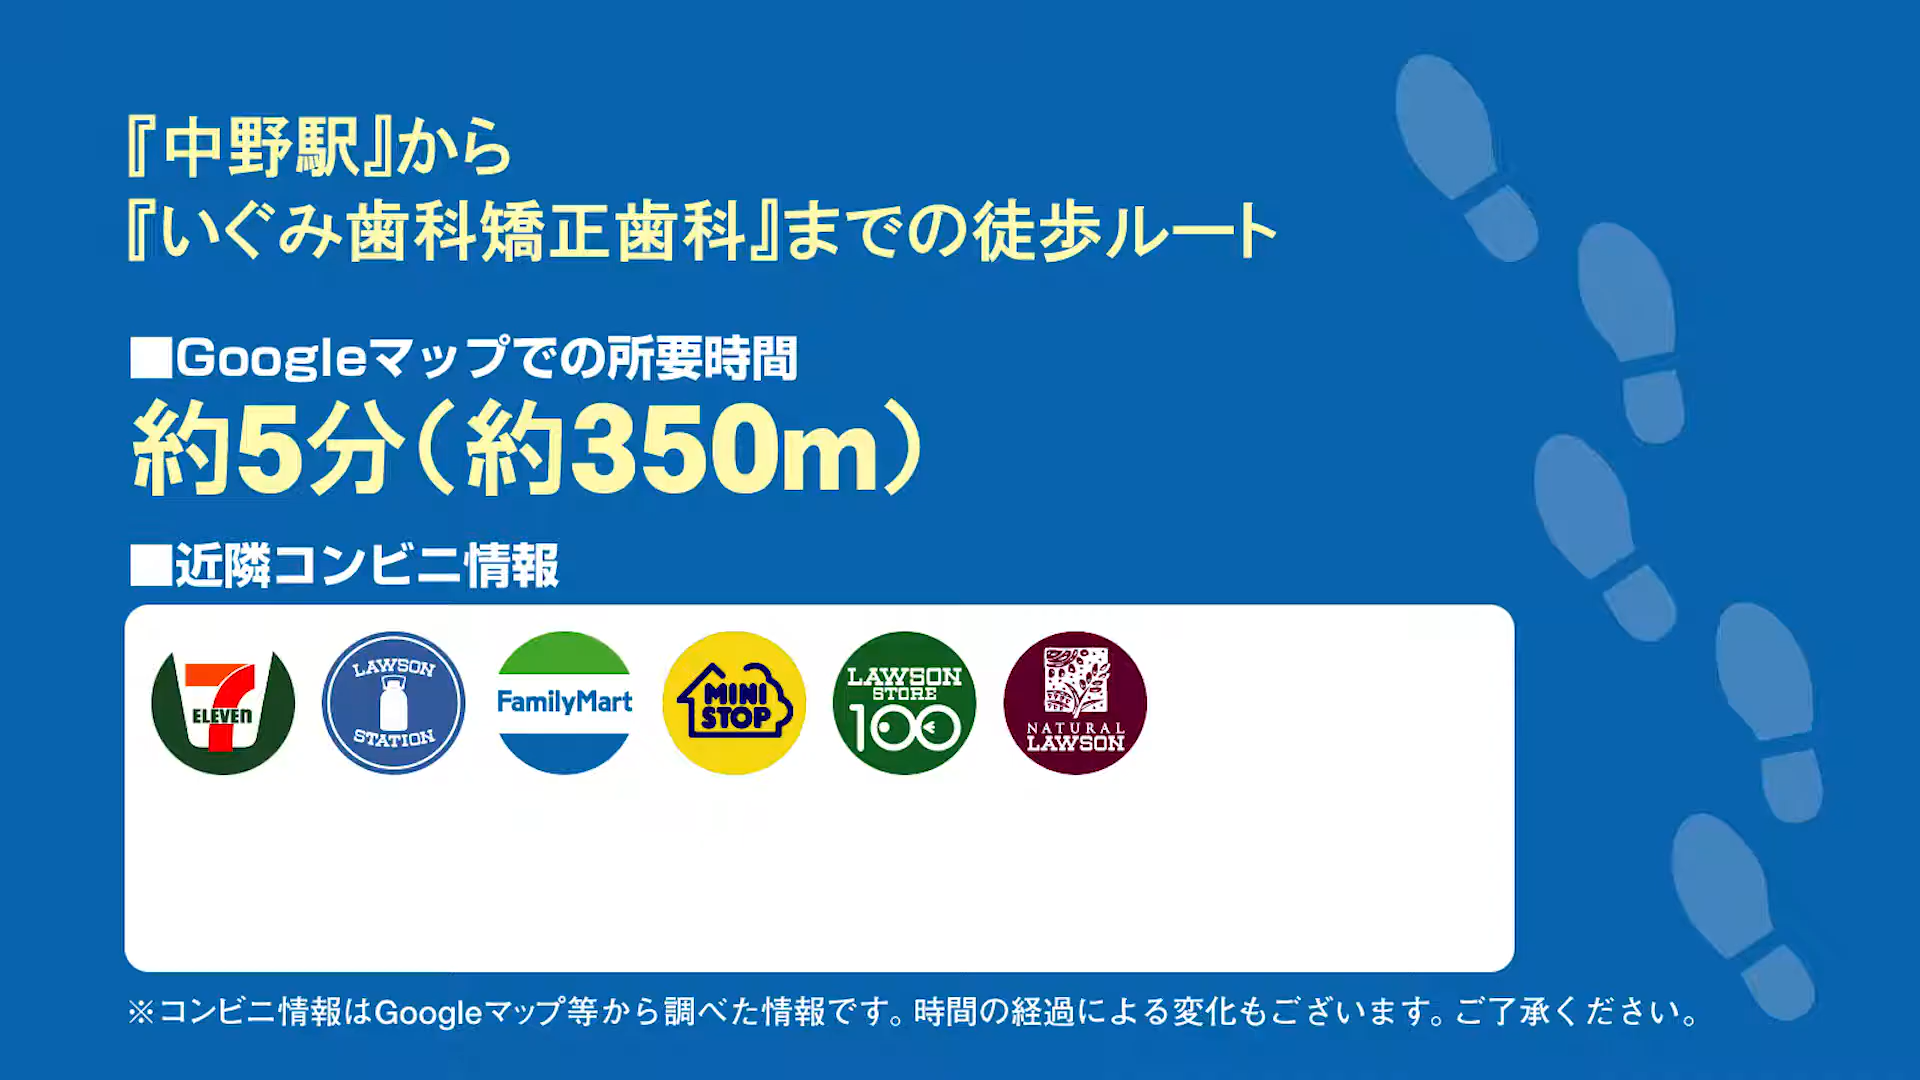 『中野駅』から
『いぐみ歯科矯正歯科』までの徒歩ルート
■Googleマップでの所要時間
約5分（約350m）
■近隣コンビニ情報
7
ELEVEN
LAWSON
STATION
FamilyMart
MINI
STOP
LAWSON
STORE
100
NATURAL
LAWSON
※コンビニ情報はGoogleマップ等から調べた情報です。時間の経過による変化もございます。ご了承ください。